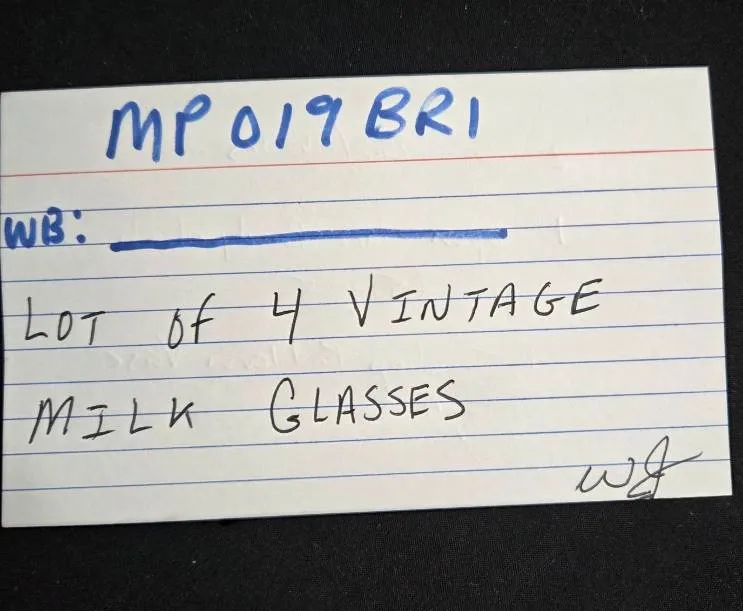 MP019BR1
WB:
LOT of 4 VINTAGE
MILK GLASSES